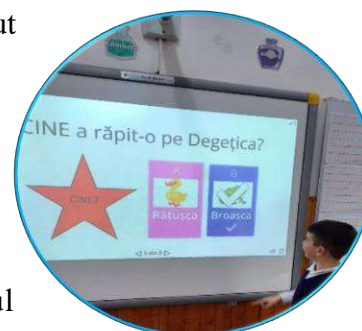 ut
CINE a răpit-o pe Degețica?
CINE?
A
Rățușca
B
Broasca
ul